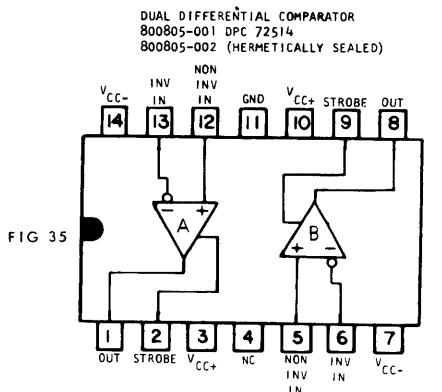 DUAL DIFFERENTIAL COMPARATOR
800805-001 DPC 72514
800805-002 (HERMETICALLY SEALED)
VCC-
INV
IN
NON
INV
IN
GND
VCC+
STROBE
OUT
14
13
12
11
10
9
8
- +
A
B
+ -
FIG 35
1
2
3
4
5
6
7
OUT
STROBE
VCC+
NC
NON
INV
IN
INV
IN
VCC-